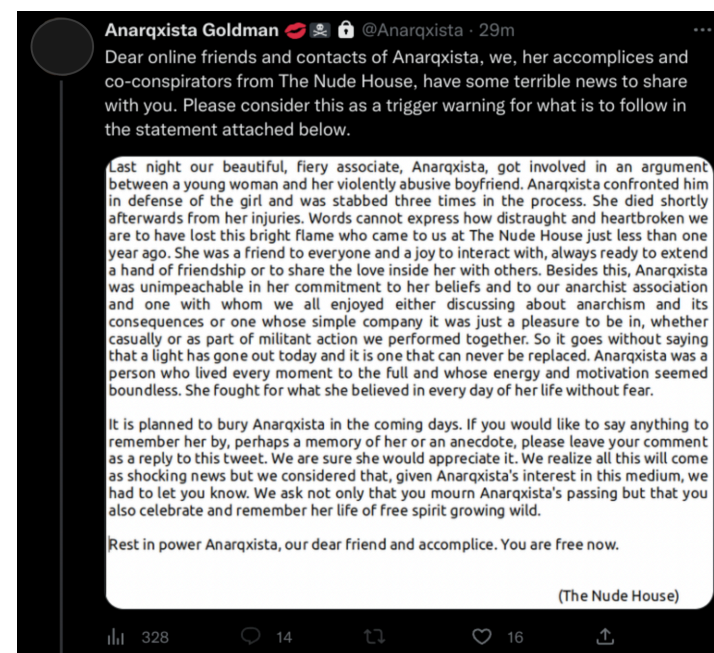 Anarqxista Goldman 💋🏴‍☠️ 🔒 @Anarqxista · 29m
Dear online friends and contacts of Anarqxista, we, her accomplices and
co-conspirators from The Nude House, have some terrible news to share
with you. Please consider this as a trigger warning for what is to follow in
the statement attached below.
Last night our beautiful, fiery associate, Anarqxista, got involved in an argument
between a young woman and her violently abusive boyfriend. Anarqxista confronted him
in defense of the girl and was stabbed three times in the process. She died shortly
afterwards from her injuries. Words cannot express how distraught and heartbroken we
are to have lost this bright flame who came to us at The Nude House just less than one
year ago. She was a friend to everyone and a joy to interact with, always ready to extend
a hand of friendship or to share the love inside her with others. Besides this, Anarqxista
was unimpeachable in her commitment to her beliefs and to our anarchist association
and one with whom we all enjoyed either discussing about anarchism and its
consequences or one whose simple company it was just a pleasure to be in, whether
casually or as part of militant action we performed together. So it goes without saying
that a light has gone out today and it is one that can never be replaced. Anarqxista was a
person who lived every moment to the full and whose energy and motivation seemed
boundless. She fought for what she believed in every day of her life without fear.
It is planned to bury Anarqxista in the coming days. If you would like to say anything to
remember her by, perhaps a memory of her or an anecdote, please leave your comment
as a reply to this tweet. We are sure she would appreciate it. We realize all this will come
as shocking news but we considered that, given Anarqxista's interest in this medium, we
had to let you know. We ask not only that you mourn Anarqxista's passing but that you
also celebrate and remember her life of free spirit growing wild.
Rest in power Anarqxista, our dear friend and accomplice. You are free now.
(The Nude House)
328 14 16